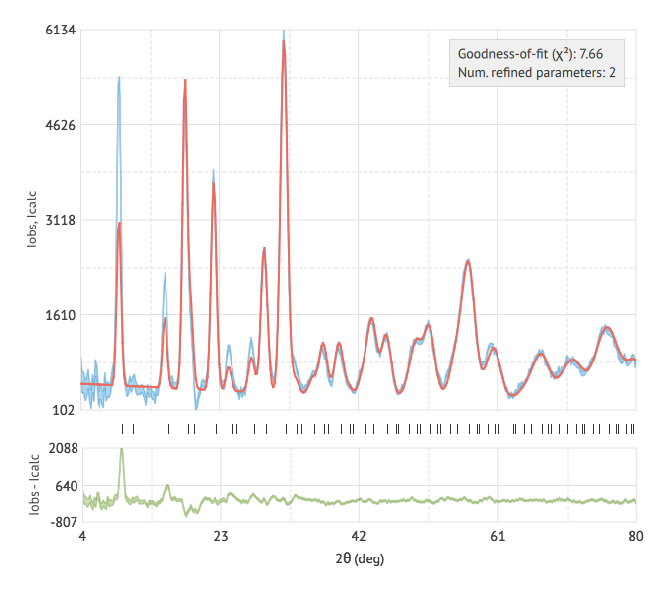 6134
Goodness-of-fit (χ²): 7.66
Num. refined parameters: 2
4626
3118
1610
102
Iobs, Icalc
2088
640
-807
Iobs - Icalc
4 23 42 61 80
2θ (deg)